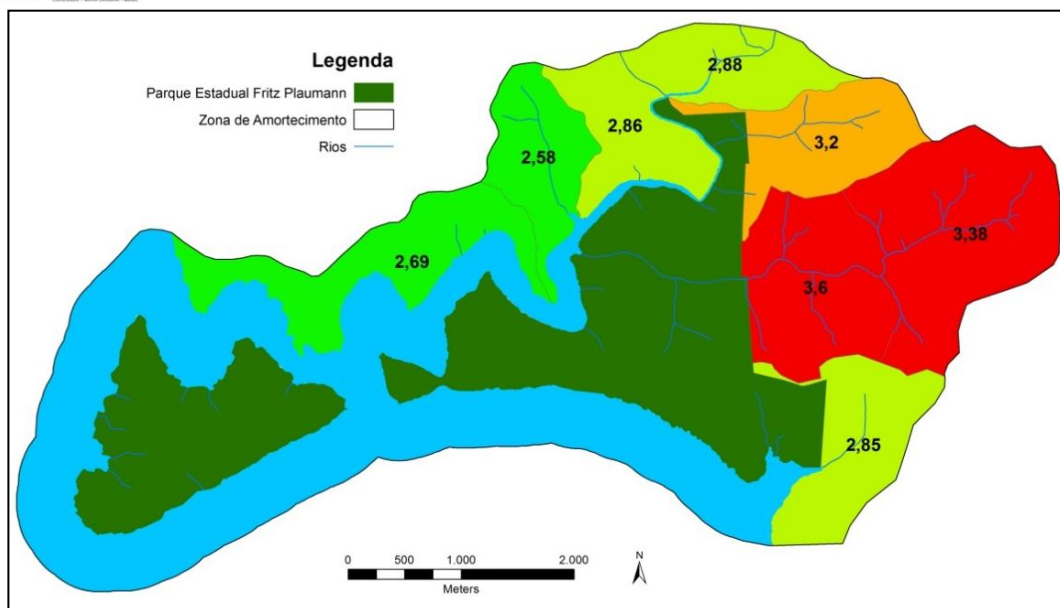 Legenda
Parque Estadual Fritz Plaumann
Zona de Amortecimento
Rios
2,88
2,86
3,2
2,58
3,38
2,69
3,6
2,85
0 500 1.000 2.000
Meters
N